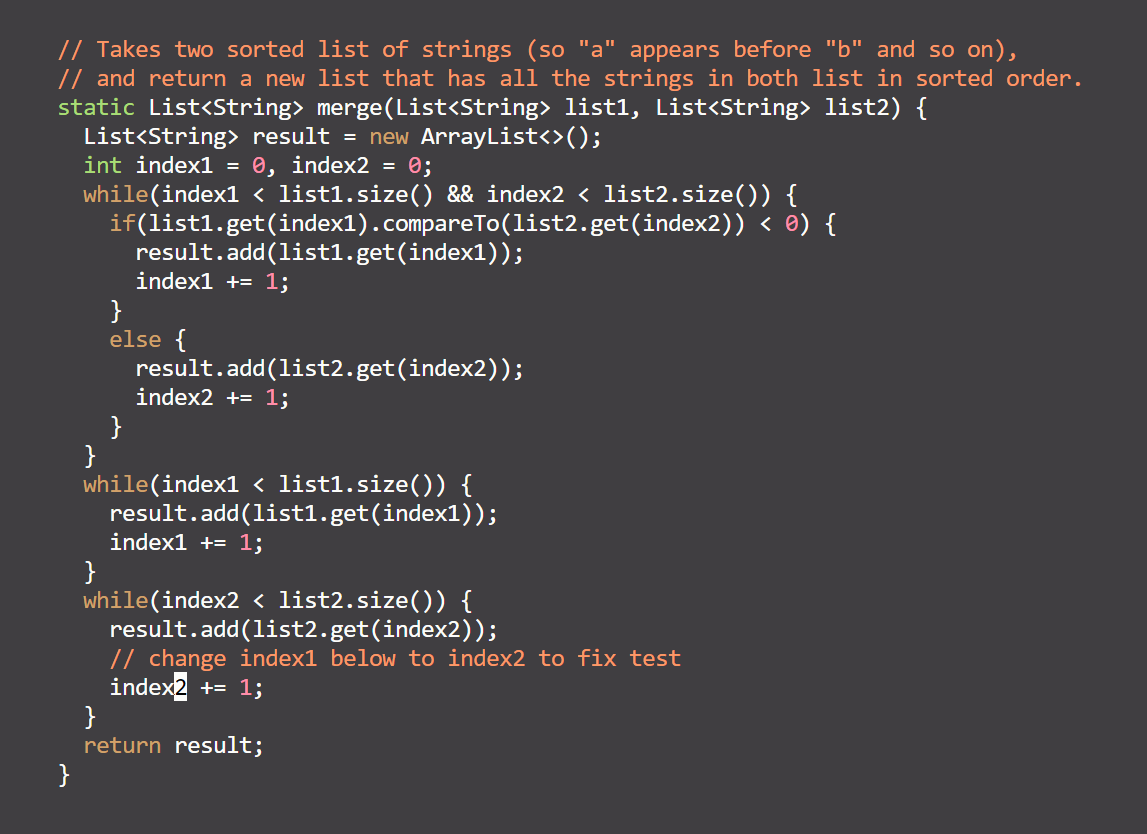 // Takes two sorted list of strings (so "a" appears before "b" and so on),
// and return a new list that has all the strings in both list in sorted order.
static List<String> merge(List<String> list1, List<String> list2) {
  List<String> result = new ArrayList<>();
  int index1 = 0, index2 = 0;
  while(index1 < list1.size() && index2 < list2.size()) {
    if(list1.get(index1).compareTo(list2.get(index2)) < 0) {
      result.add(list1.get(index1));
      index1 += 1;
    }
    else {
      result.add(list2.get(index2));
      index2 += 1;
    }
  }
  while(index1 < list1.size()) {
    result.add(list1.get(index1));
    index1 += 1;
  }
  while(index2 < list2.size()) {
    result.add(list2.get(index2));
    // change index1 below to index2 to fix test
    index2 += 1;
  }
  return result;
}